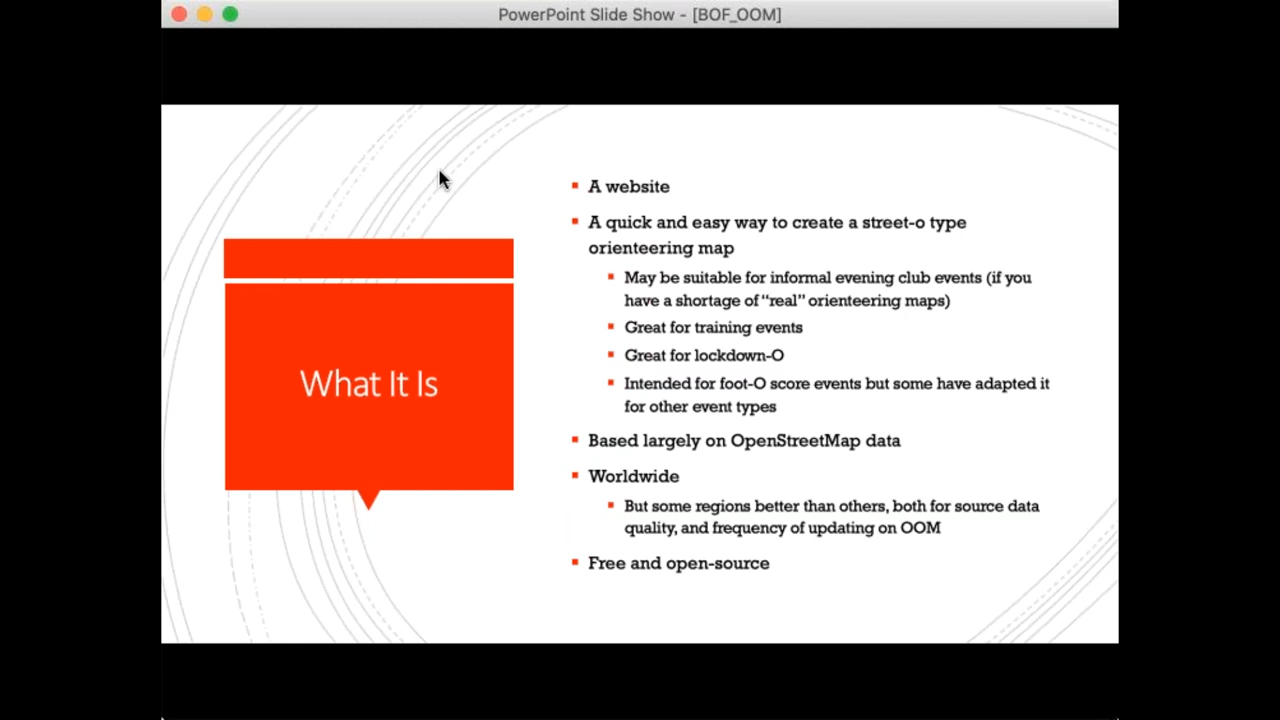 PowerPoint Slide Show - [BOF_OOM]
What It Is
A website
A quick and easy way to create a street-o type
orienteering map
May be suitable for informal evening club events (if you
have a shortage of “real” orienteering maps)
Great for training events
Great for lockdown-O
Intended for foot-O score events but some have adapted it
for other event types
Based largely on OpenStreetMap data
Worldwide
But some regions better than others, both for source data
quality, and frequency of updating on OOM
Free and open-source